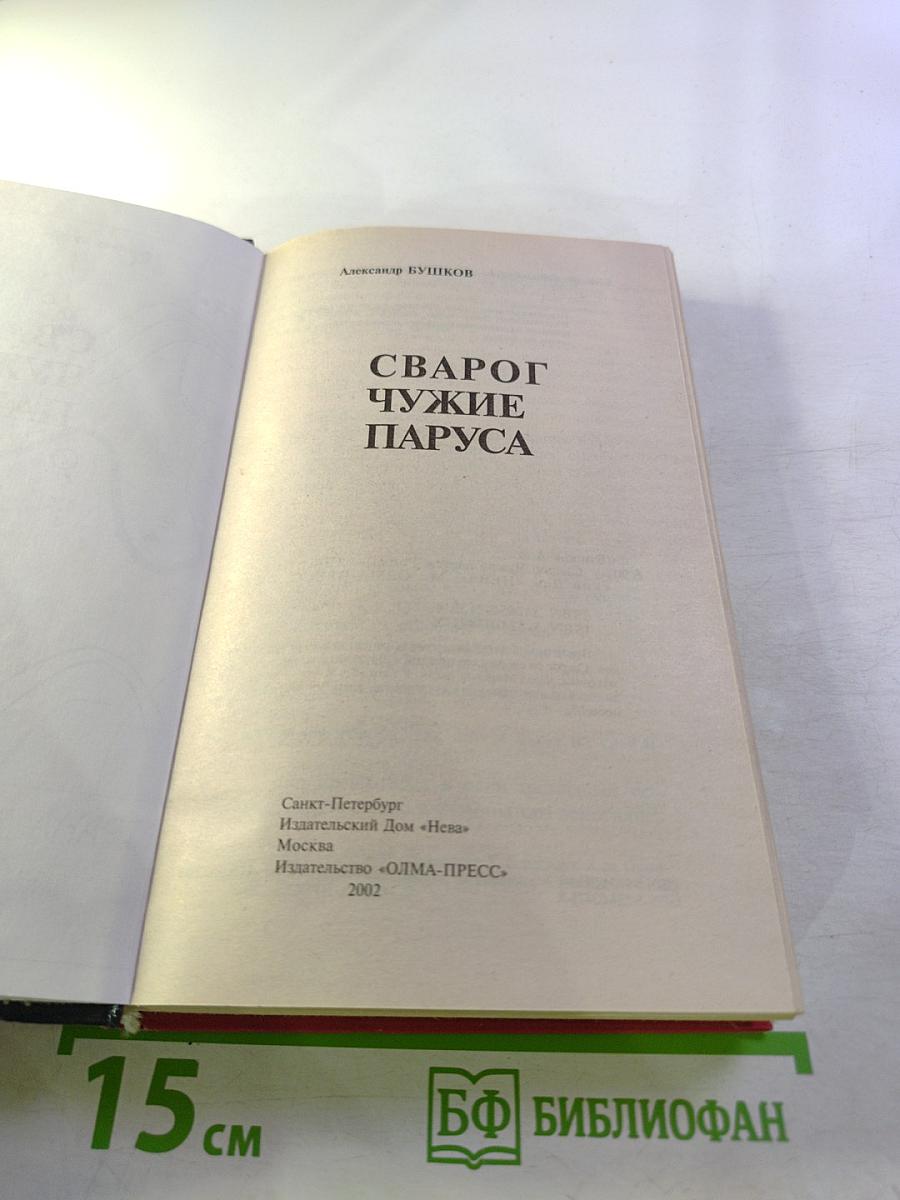 Александр БУШКОВ
СВАРОГ
ЧУЖИЕ
ПАРУСА
Санкт-Петербург
Издательский Дом «Нева»
Москва
Издательство «ОЛМА-ПРЕСС»
2002
15 см
БФ БИБЛИОФАН